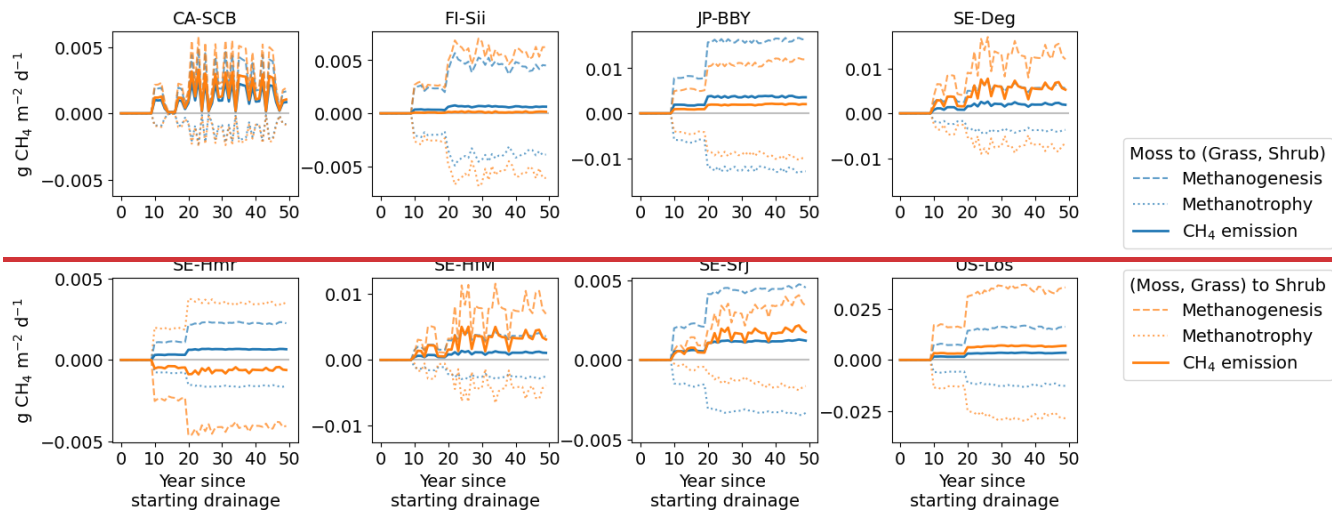 CA-SCB
FI-Sii
JP-BBY
SE-Deg
g CH₄ m⁻² d⁻¹
0.005
0.000
−0.005
0 10 20 30 40 50
0.005
0.000
−0.005
0 10 20 30 40 50
0.01
0.00
−0.01
0 10 20 30 40 50
0.01
0.00
−0.01
0 10 20 30 40 50
Moss to (Grass, Shrub)
Methanogenesis
Methanotrophy
CH₄ emission
SE-Hmr
SE-HfM
SE-Srj
US-Los
g CH₄ m⁻² d⁻¹
0.005
0.000
−0.005
0 10 20 30 40 50
Year since
starting drainage
0.01
0.00
−0.01
0 10 20 30 40 50
Year since
starting drainage
0.005
0.000
−0.005
0 10 20 30 40 50
Year since
starting drainage
0.025
0.000
−0.025
0 10 20 30 40 50
Year since
starting drainage
(Moss, Grass) to Shrub
Methanogenesis
Methanotrophy
CH₄ emission